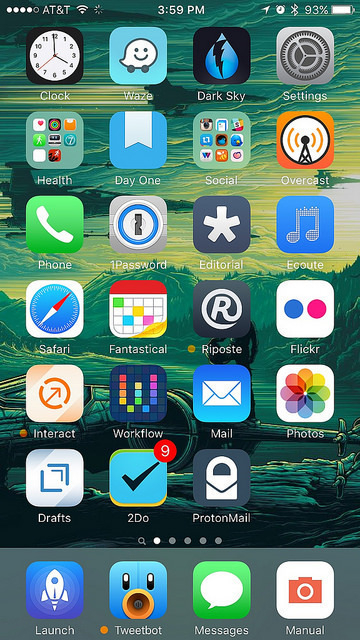 AT&T 3:59 PM 93%
Clock Waze Dark Sky Settings
Health Day One Social Overcast
Phone 1Password Editorial Ecoute
Safari Fantastical Riposte Flickr
Interact Workflow Mail Photos
9
Drafts 2Do ProtonMail
Launch Tweetbot Messages Manual